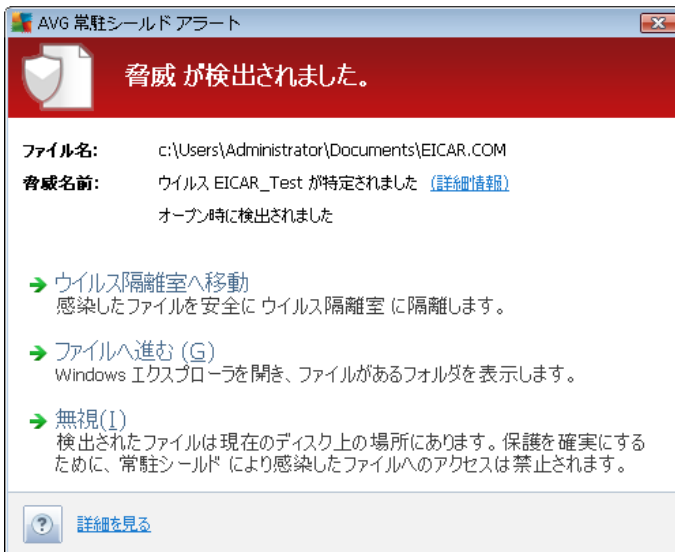 AVG 常駐シールド アラート
脅威 が検出されました。
ファイル名: c:\Users\Administrator\Documents\EICAR.COM
脅威名前: ウイルス EICAR_Test が特定されました (詳細情報)
オープン時に検出されました
ウイルス隔離室へ移動
感染したファイルを安全に ウイルス隔離室 に隔離します。
ファイルへ進む (G)
Windows エクスプローラを開き、ファイルがあるフォルダを表示します。
無視(I)
検出されたファイルは現在のディスク上の場所にあります。保護を確実にする
ために、常駐シールド により感染したファイルへのアクセスは禁止されます。
? 詳細を見る